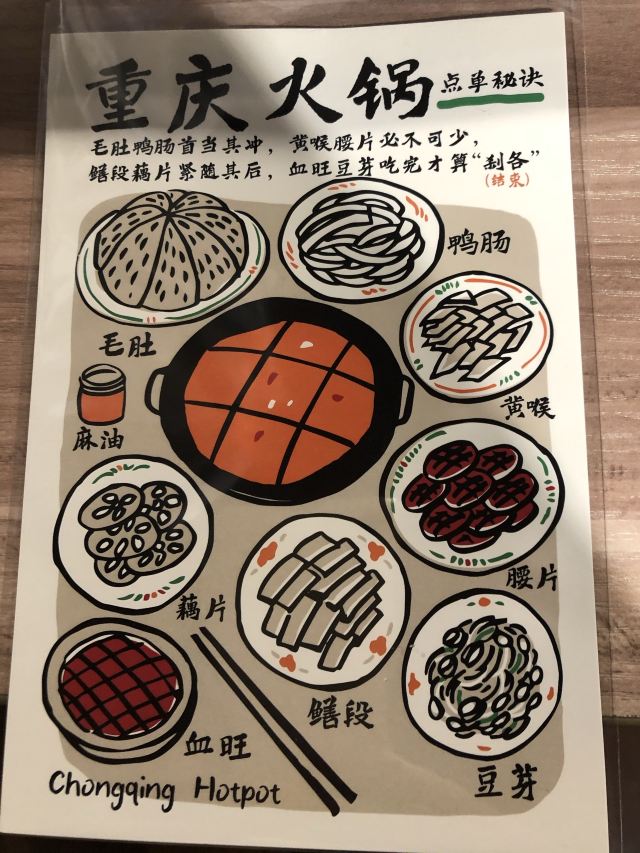 重庆火锅 点单秘诀
毛肚鸭肠首当其冲，黄喉腰片必不可少，
鳝段藕片紧随其后，血旺豆芽吃完才算“刹各”
(结束)
鸭肠
毛肚
黄喉
麻油
腰片
藕片
鳝段
血旺
豆芽
Chongqing Hotpot